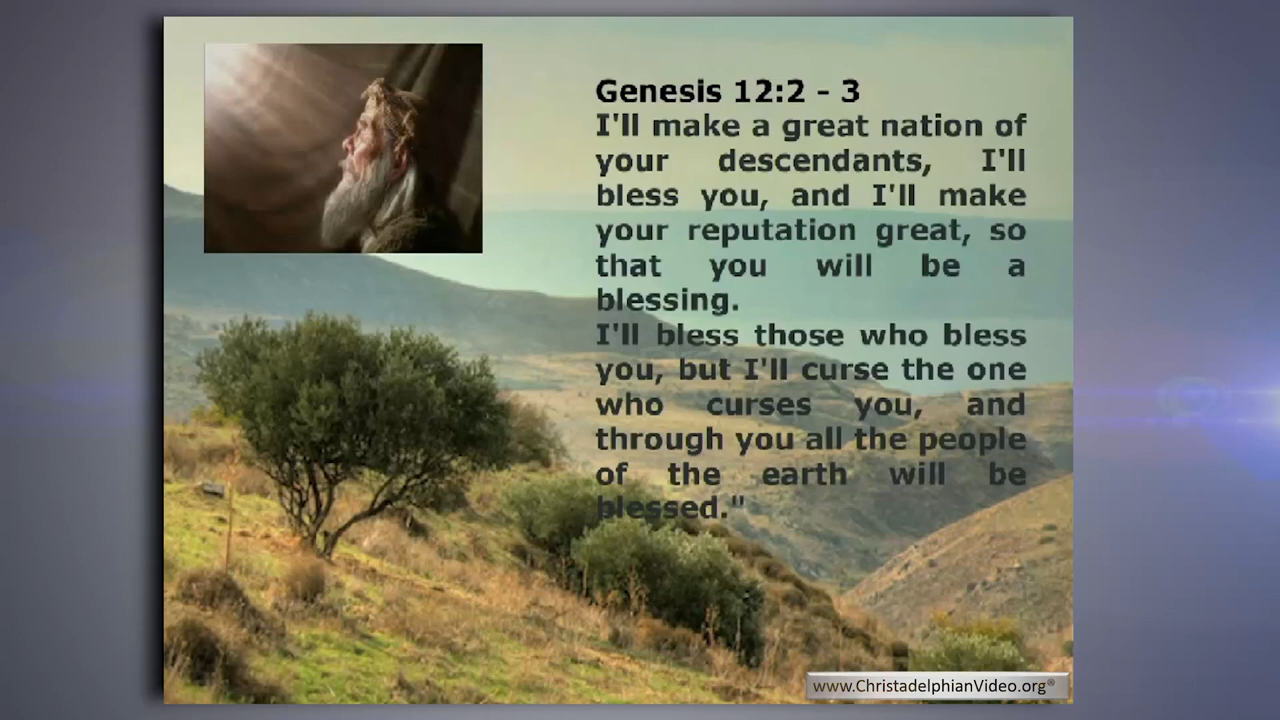 Genesis 12:2 - 3
I'll make a great nation of
your descendants, I'll
bless you, and I'll make
your reputation great, so
that you will be a
blessing.
I'll bless those who bless
you, but I'll curse the one
who curses you, and
through you all the people
of the earth will be
blessed."
www.ChristadelphianVideo.org®